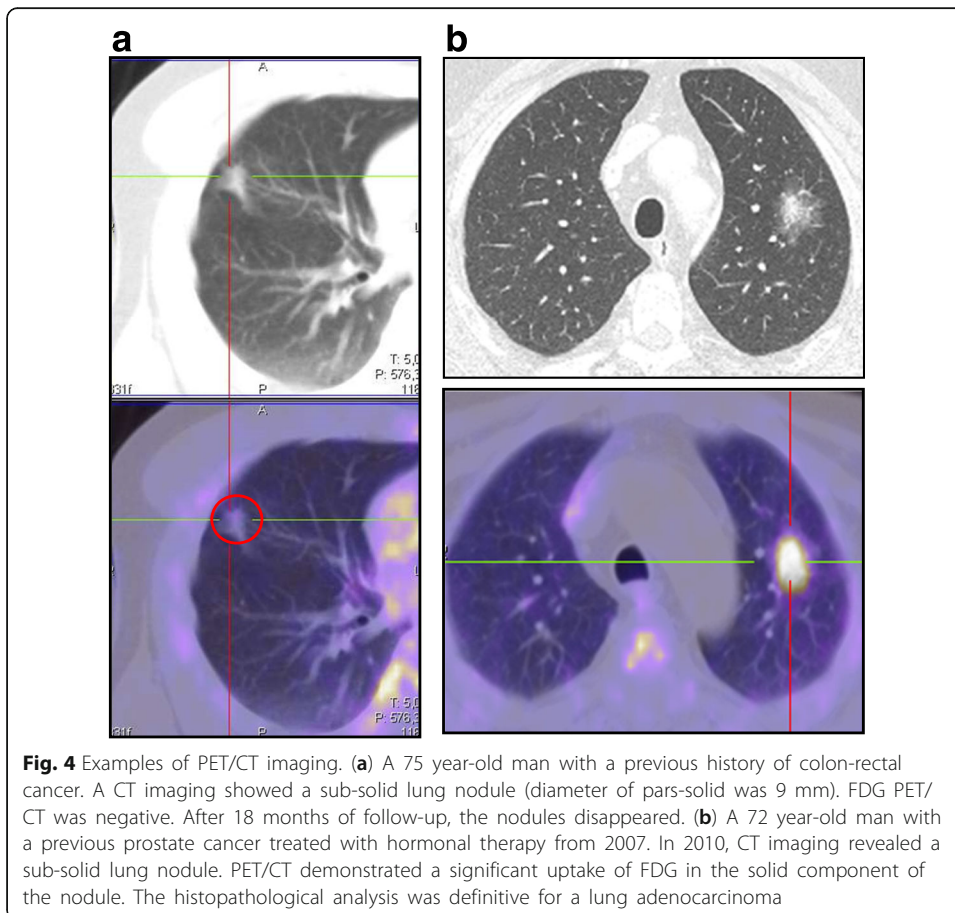 a
b
A
T: 5,0
P: 576,3
118
831f
P
A
T: 5,0
P: 576,3
118
831f
P
Fig. 4 Examples of PET/CT imaging. (a) A 75 year-old man with a previous history of colon-rectal
cancer. A CT imaging showed a sub-solid lung nodule (diameter of pars-solid was 9 mm). FDG PET/
CT was negative. After 18 months of follow-up, the nodules disappeared. (b) A 72 year-old man with
a previous prostate cancer treated with hormonal therapy from 2007. In 2010, CT imaging revealed a
sub-solid lung nodule. PET/CT demonstrated a significant uptake of FDG in the solid component of
the nodule. The histopathological analysis was definitive for a lung adenocarcinoma